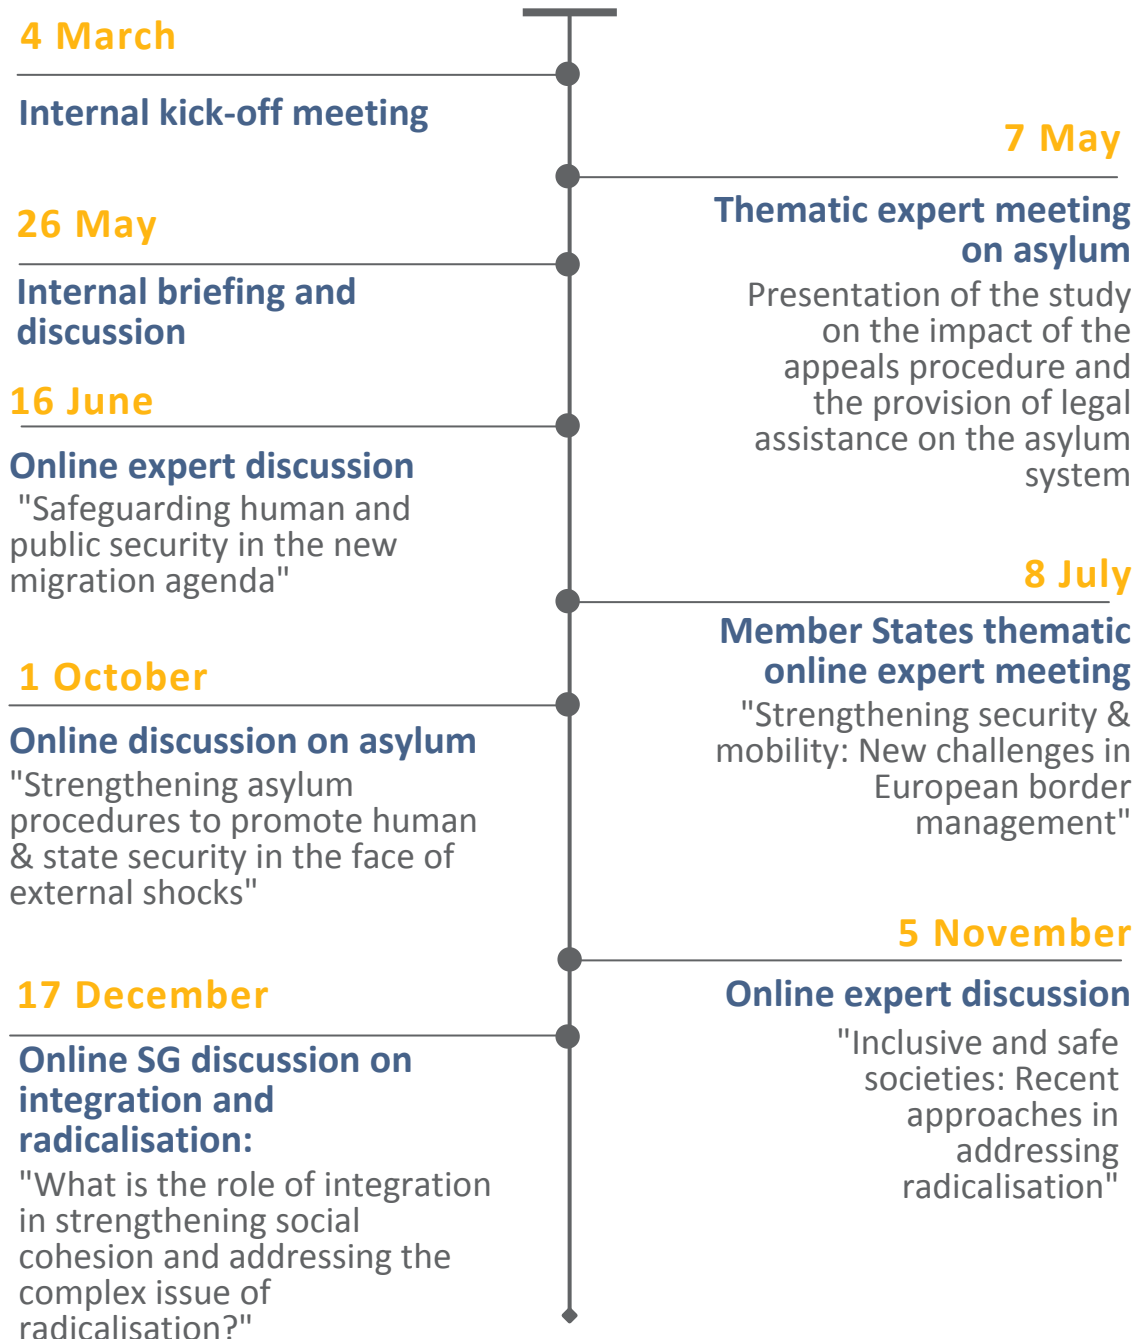 4 March
Internal kick-off meeting
7 May
Thematic expert meeting
on asylum
Presentation of the study
on the impact of the
appeals procedure and
the provision of legal
assistance on the asylum
system
26 May
Internal briefing and
discussion
16 June
Online expert discussion
"Safeguarding human and
public security in the new
migration agenda"
8 July
Member States thematic
online expert meeting
"Strengthening security &
mobility: New challenges in
European border
management"
1 October
Online discussion on asylum
"Strengthening asylum
procedures to promote human
& state security in the face of
external shocks"
5 November
Online expert discussion
"Inclusive and safe
societies: Recent
approaches in
addressing
radicalisation"
17 December
Online SG discussion on
integration and
radicalisation:
"What is the role of integration
in strengthening social
cohesion and addressing the
complex issue of
radicalisation?"